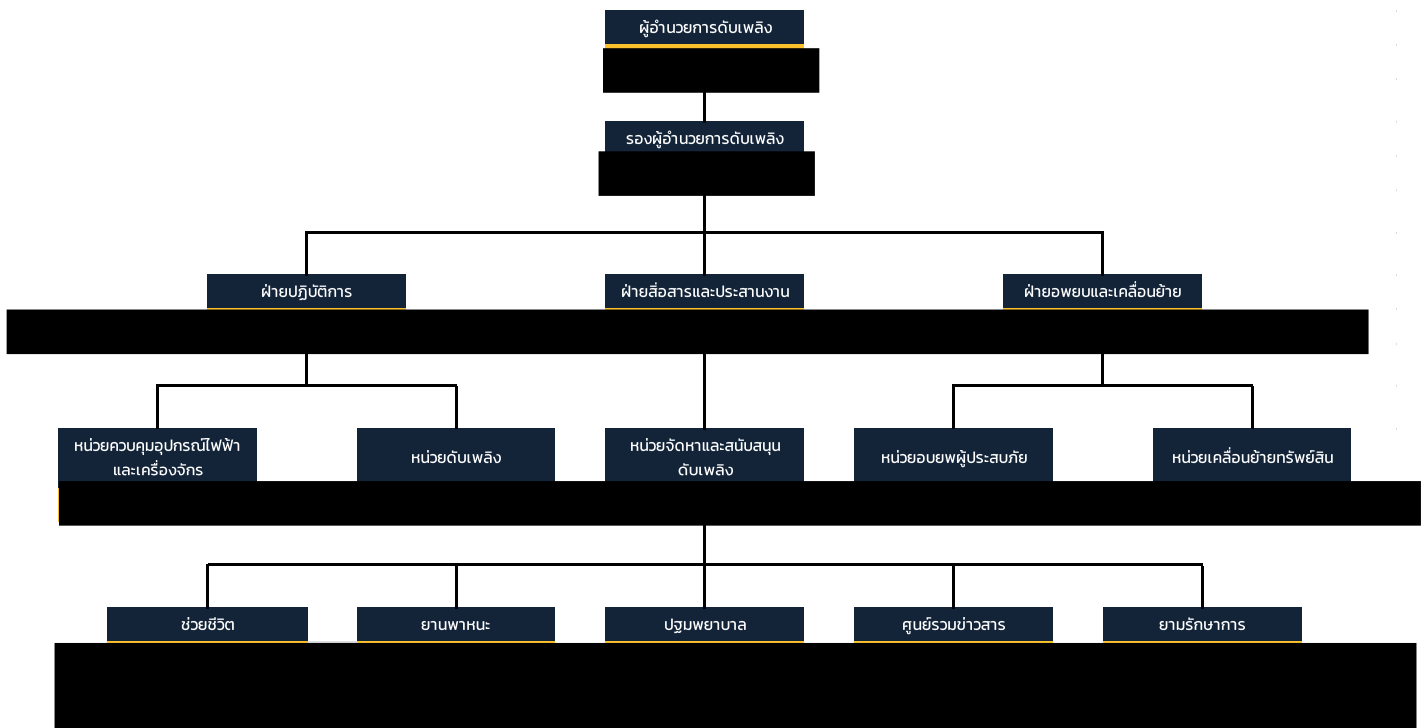 ผู้อำนวยการดับเพลิง
รองผู้อำนวยการดับเพลิง
ฝ่ายปฏิบัติการ
ฝ่ายสื่อสารและประสานงาน
ฝ่ายอพยบและเคลื่อนย้าย
หน่วยควบคุมอุปกรณ์ไฟฟ้า
และเครื่องจักร
หน่วยดับเพลิง
หน่วยจัดหาและสนับสนุน
ดับเพลิง
หน่วยอบยพผู้ประสบภัย
หน่วยเคลื่อนย้ายทรัพย์สิน
ช่วยชีวิต
ยานพาหนะ
ปฐมพยาบาล
ศูนย์รวมข่าวสาร
ยามรักษาการ